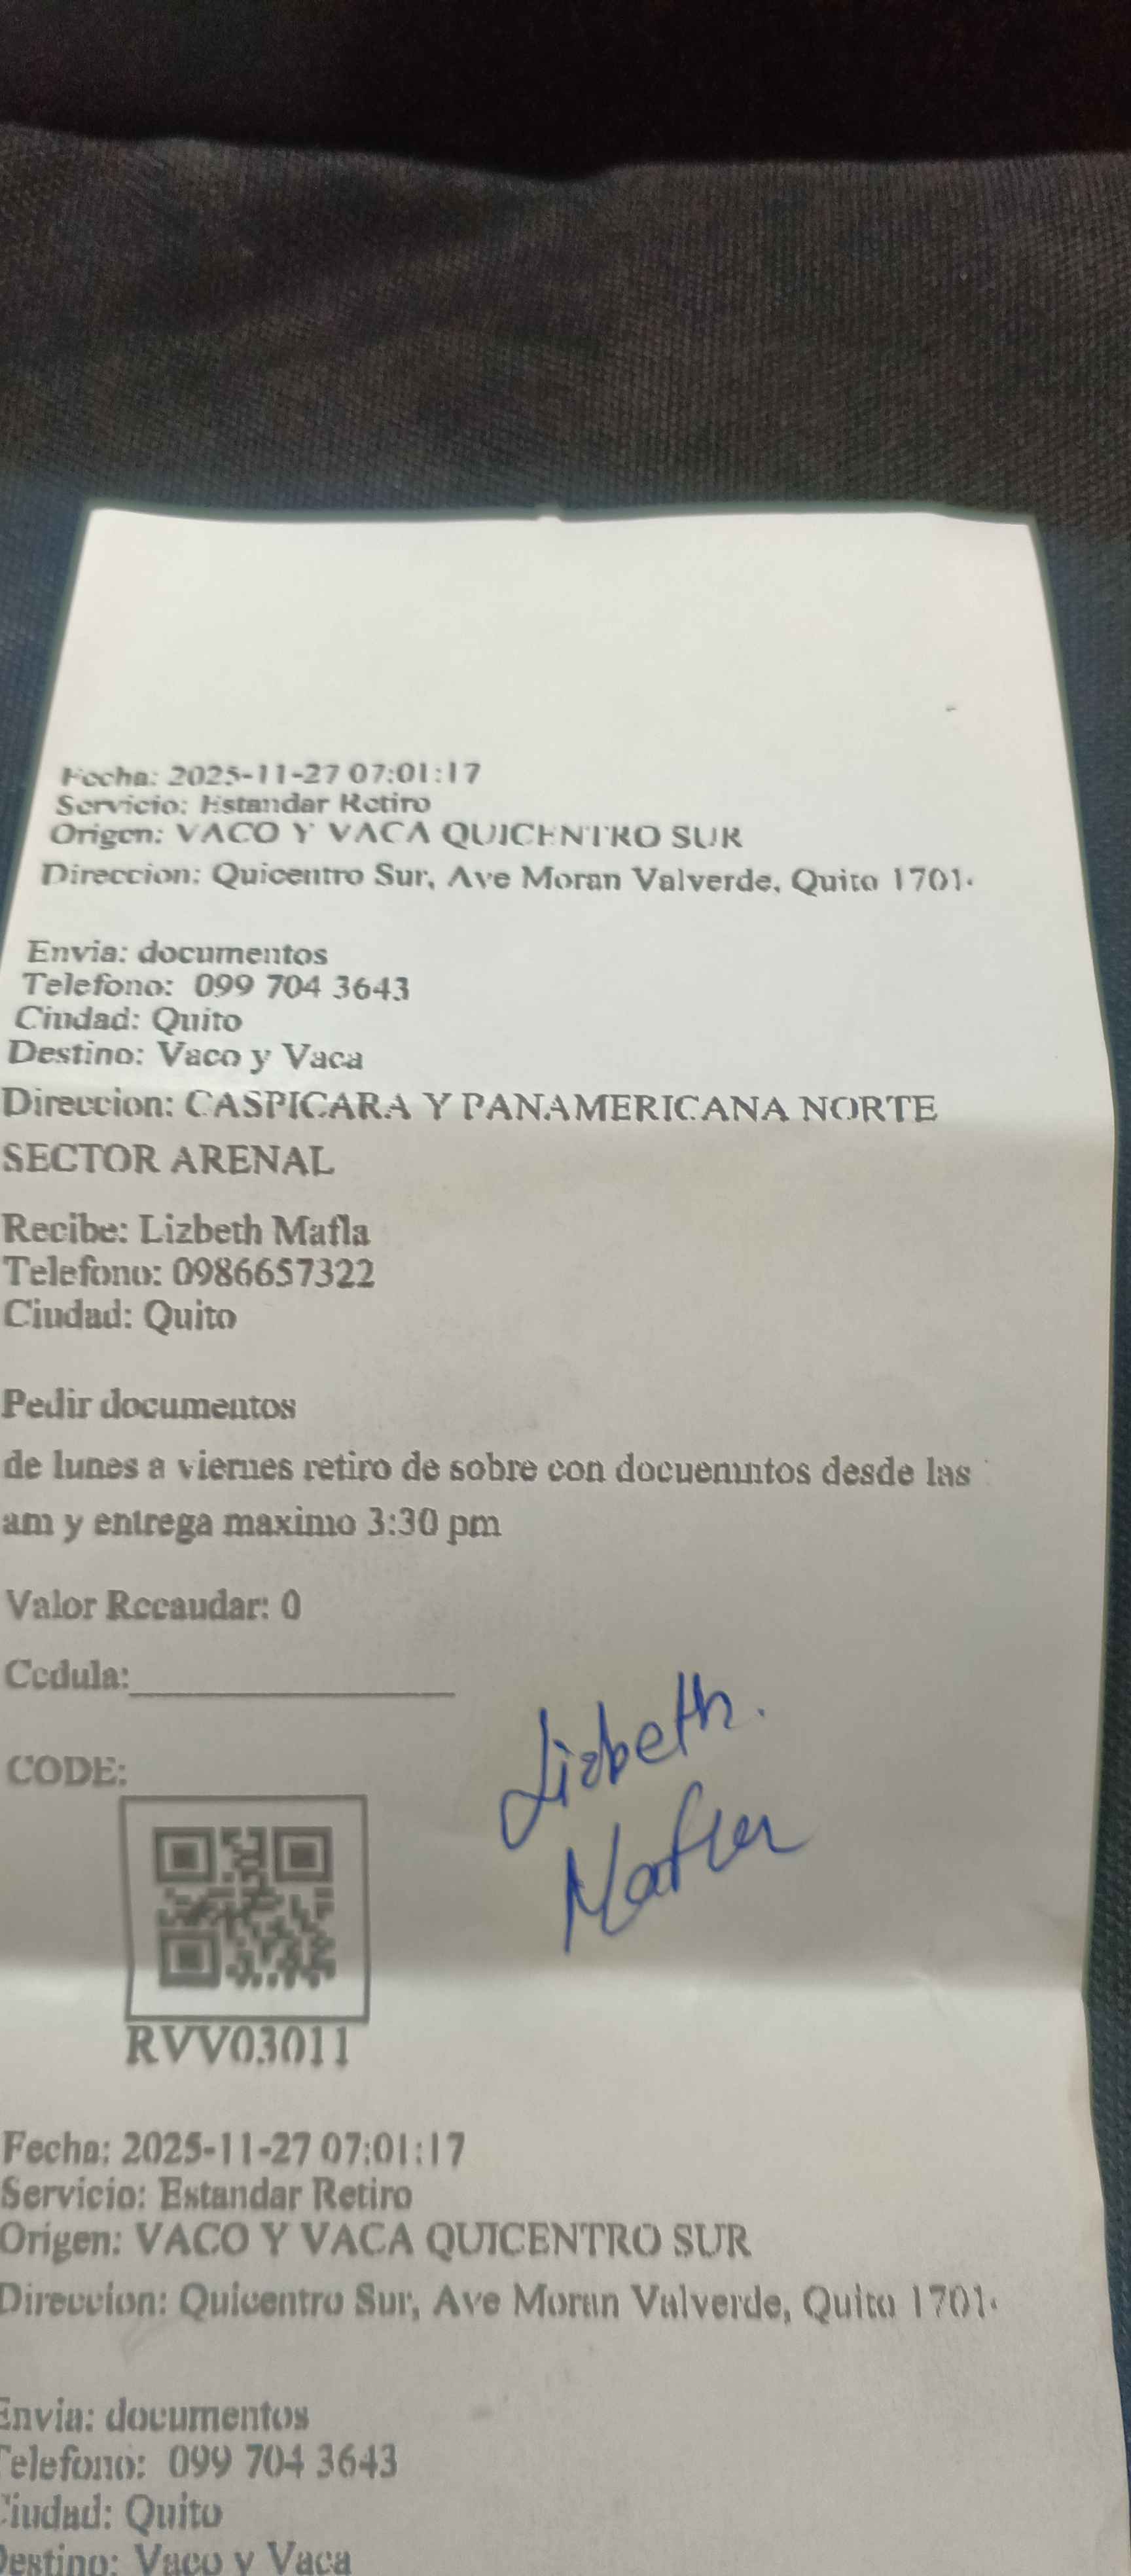 Fecha: 2025-11-27 07:01:17
Servicio: Estandar Retiro
Origen: VACO Y VACA QUICENTRO SUR
Direccion: Quicentro Sur, Ave Moran Valverde, Quito 1701
Envia: documentos
Telefono: 099 704 3643
Ciudad: Quito
Destino: Vaco y Vaca
Direccion: CASPICARA Y PANAMERICANA NORTE
SECTOR ARENAL
Recibe: Lizbeth Mafla
Telefono: 0986657322
Ciudad: Quito
Pedir documentos
de lunes a viernes retiro de sobre con docuemntos desde las
am y entrega maximo 3:30 pm
Valor Recaudar: 0
Cedula:
Lizbeth.
Mafla
CODE:
RVV03011
Fecha: 2025-11-27 07:01:17
Servicio: Estandar Retiro
Origen: VACO Y VACA QUICENTRO SUR
Direccion: Quicentro Sur, Ave Moran Valverde, Quito 1701
Envia: documentos
Telefono: 099 704 3643
Ciudad: Quito
Destino: Vaco y Vaca